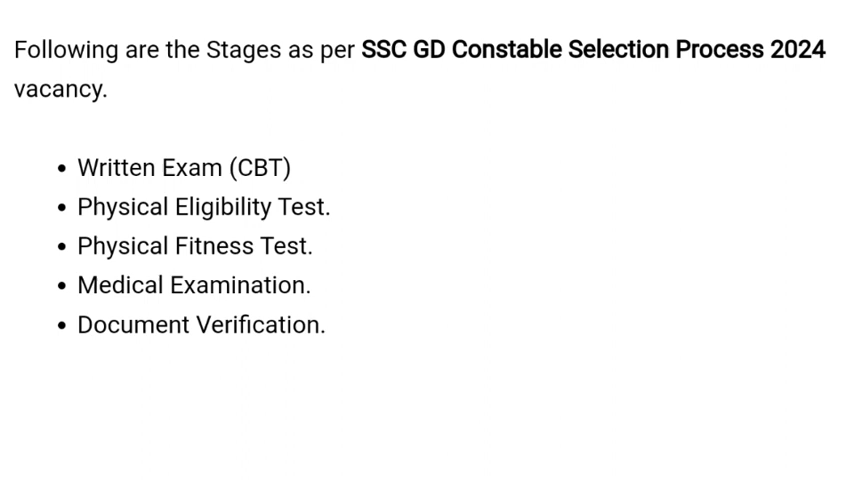 Following are the Stages as per SSC GD Constable Selection Process 2024
vacancy.
• Written Exam (CBT)
• Physical Eligibility Test.
• Physical Fitness Test.
• Medical Examination.
• Document Verification.